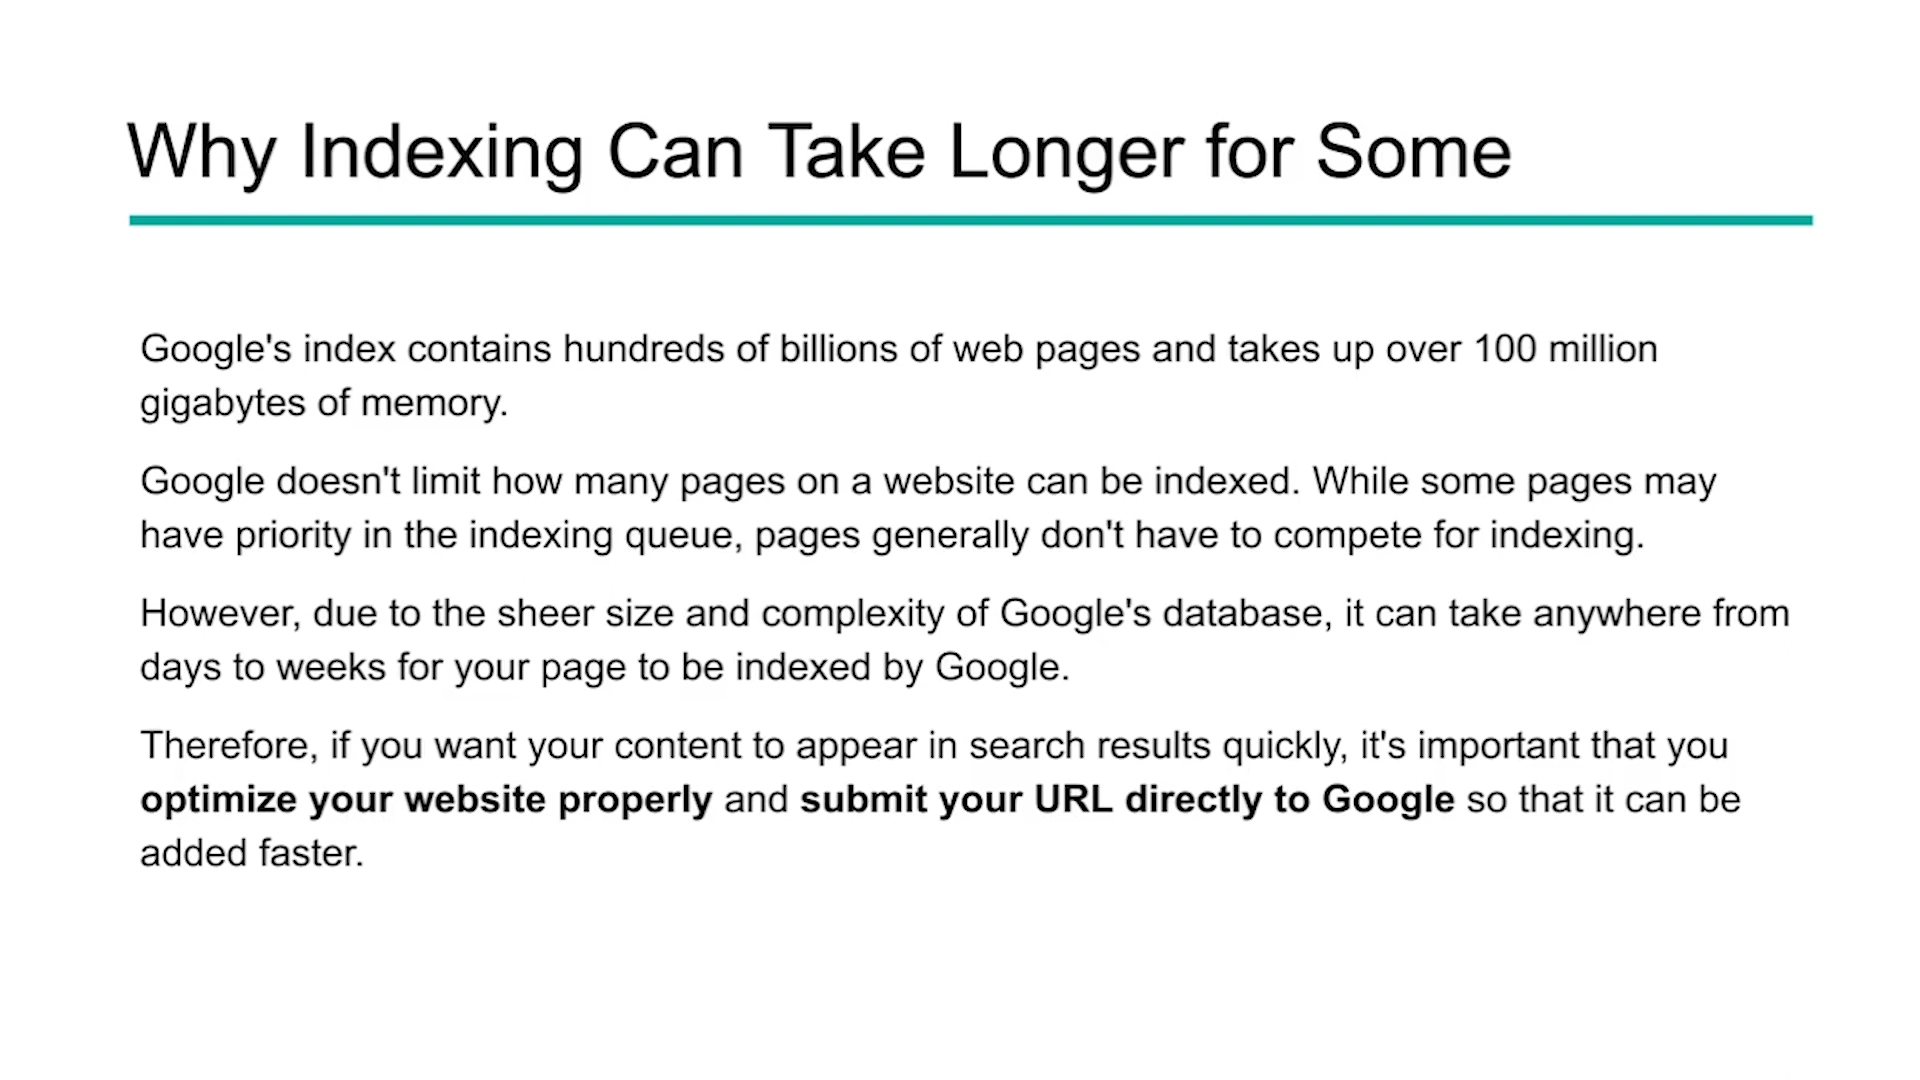 Why Indexing Can Take Longer for Some
Google's index contains hundreds of billions of web pages and takes up over 100 million
gigabytes of memory.
Google doesn't limit how many pages on a website can be indexed. While some pages may
have priority in the indexing queue, pages generally don't have to compete for indexing.
However, due to the sheer size and complexity of Google's database, it can take anywhere from
days to weeks for your page to be indexed by Google.
Therefore, if you want your content to appear in search results quickly, it's important that you
optimize your website properly and submit your URL directly to Google so that it can be
added faster.